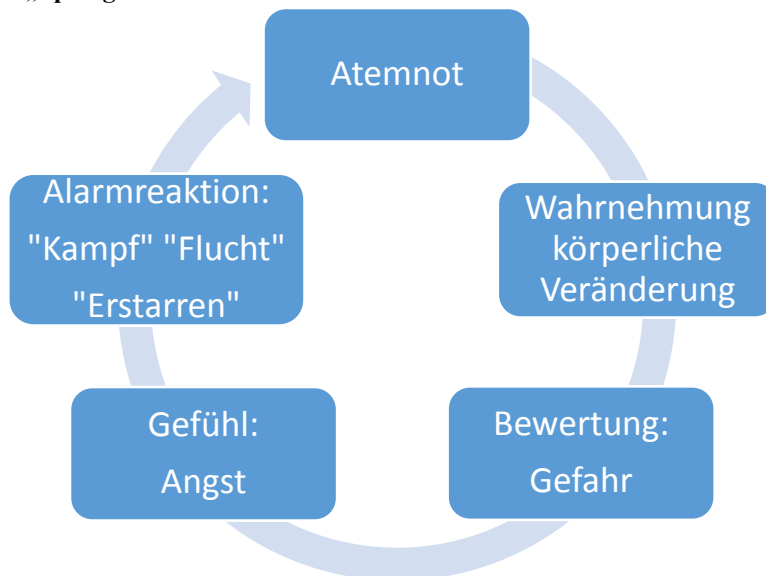 Atemnot
Wahrnehmung
körperliche
Veränderung
Bewertung:
Gefahr
Gefühl:
Angst
Alarmreaktion:
"Kampf" "Flucht"
"Erstarren"